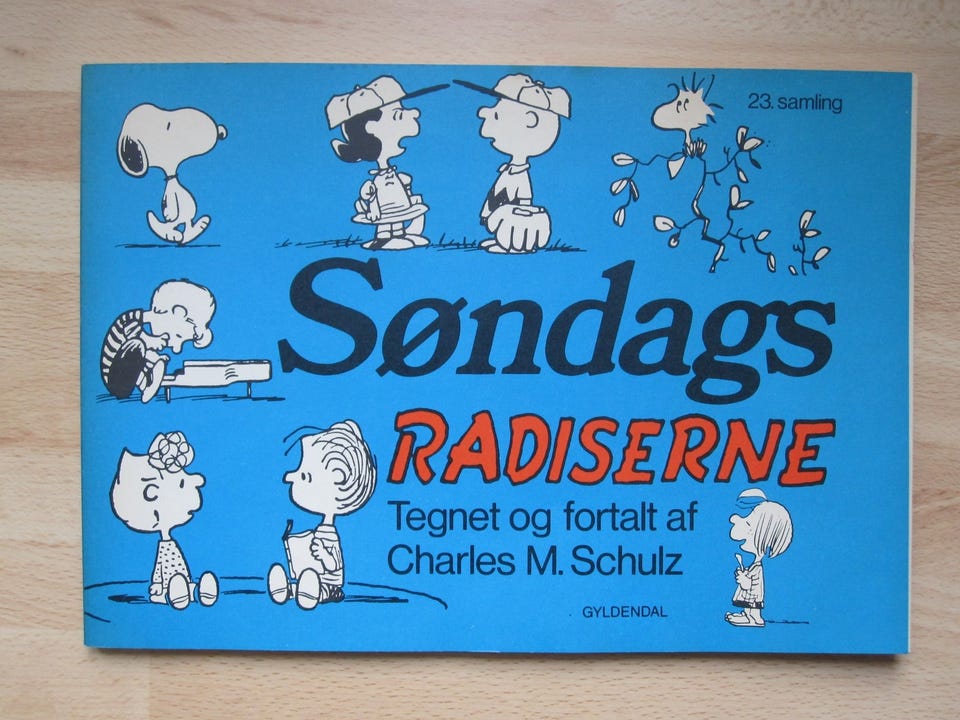 23. samling
Søndags
RADISERNE
Tegnet og fortalt af
Charles M. Schulz
GYLDENDAL